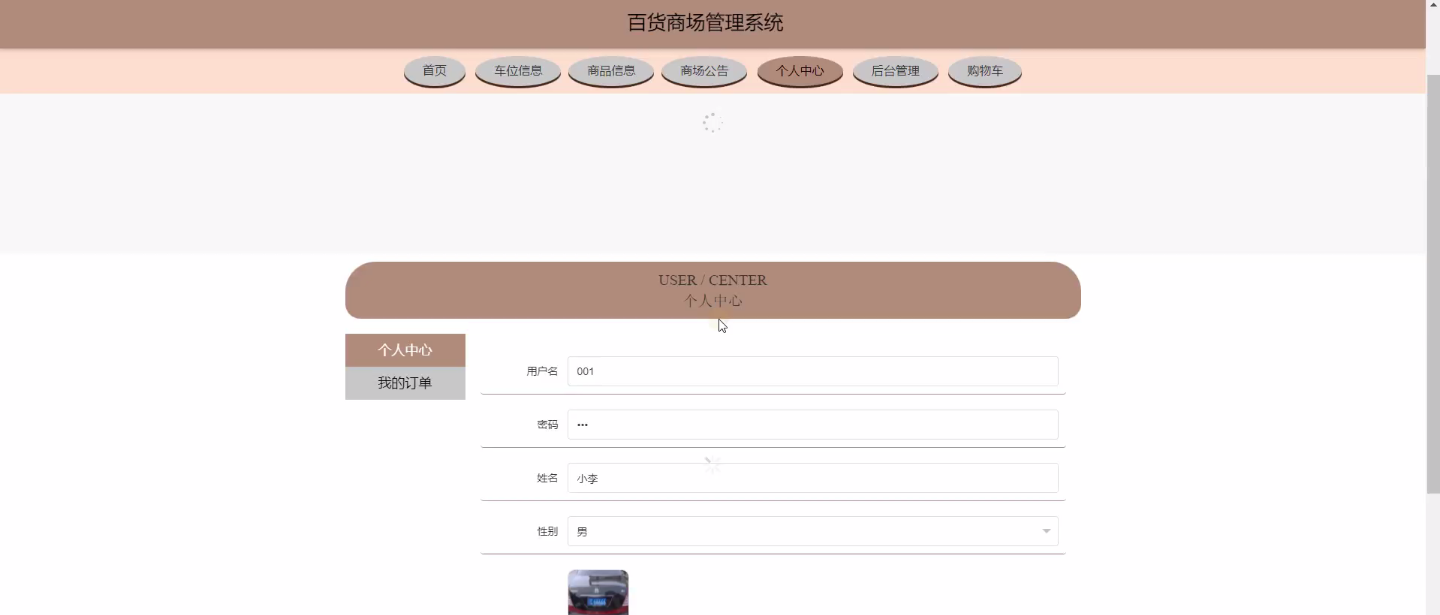 百货商场管理系统
首页 车位信息 商品信息 商场公告 个人中心 后台管理 购物车
USER / CENTER
个人中心
个人中心
我的订单
用户名 001
密码 •••
姓名 小李
性别 男